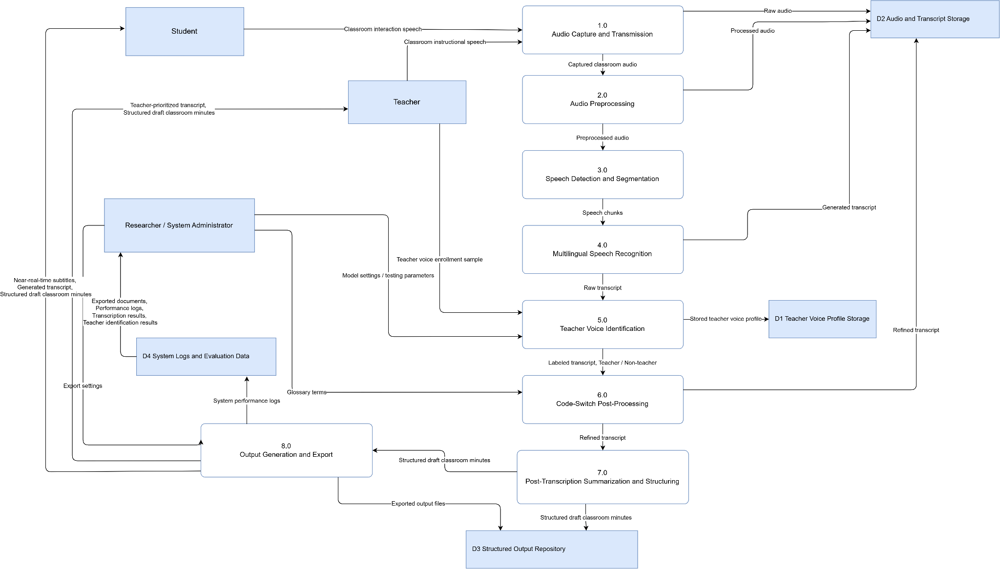 Student
Classroom interaction speech
Classroom instructional speech
1.0
Audio Capture and Transmission
Raw audio
D2 Audio and Transcript Storage
Processed audio
Captured classroom audio
Teacher
2.0
Audio Preprocessing
Teacher-prioritized transcript,
Structured draft classroom minutes
Preprocessed audio
3.0
Speech Detection and Segmentation
Generated transcript
Speech chunks
Researcher / System Administrator
4.0
Multilingual Speech Recognition
Teacher voice enrollment sample
Model settings / testing parameters
Near-real-time subtitles,
Generated transcript,
Structured draft classroom minutes
Raw transcript
Exported documents,
Performance logs,
Transcription results,
Teacher identification results
5.0
Teacher Voice Identification
Stored teacher voice profile
D1 Teacher Voice Profile Storage
Refined transcript
D4 System Logs and Evaluation Data
Labeled transcript, Teacher / Non-teacher
Export settings
Glossary terms
6.0
Code-Switch Post-Processing
System performance logs
Refined transcript
8.0
Output Generation and Export
Structured draft classroom minutes
7.0
Post-Transcription Summarization and Structuring
Exported output files
Structured draft classroom minutes
D3 Structured Output Repository